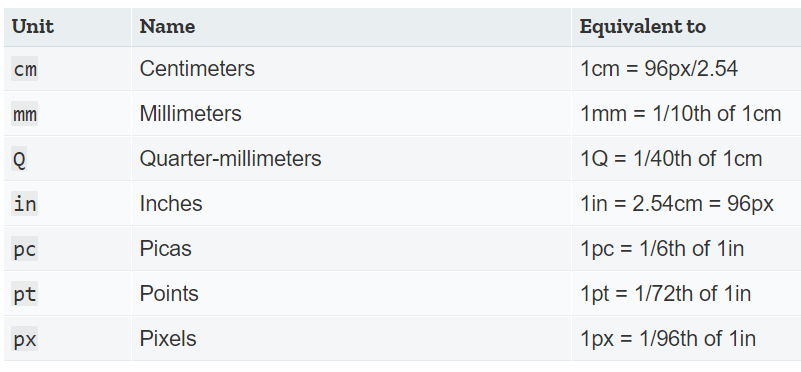 Unit Name Equivalent to
cm Centimeters 1cm = 96px/2.54
mm Millimeters 1mm = 1/10th of 1cm
Q Quarter-millimeters 1Q = 1/40th of 1cm
in Inches 1in = 2.54cm = 96px
pc Picas 1pc = 1/6th of 1in
pt Points 1pt = 1/72th of 1in
px Pixels 1px = 1/96th of 1in